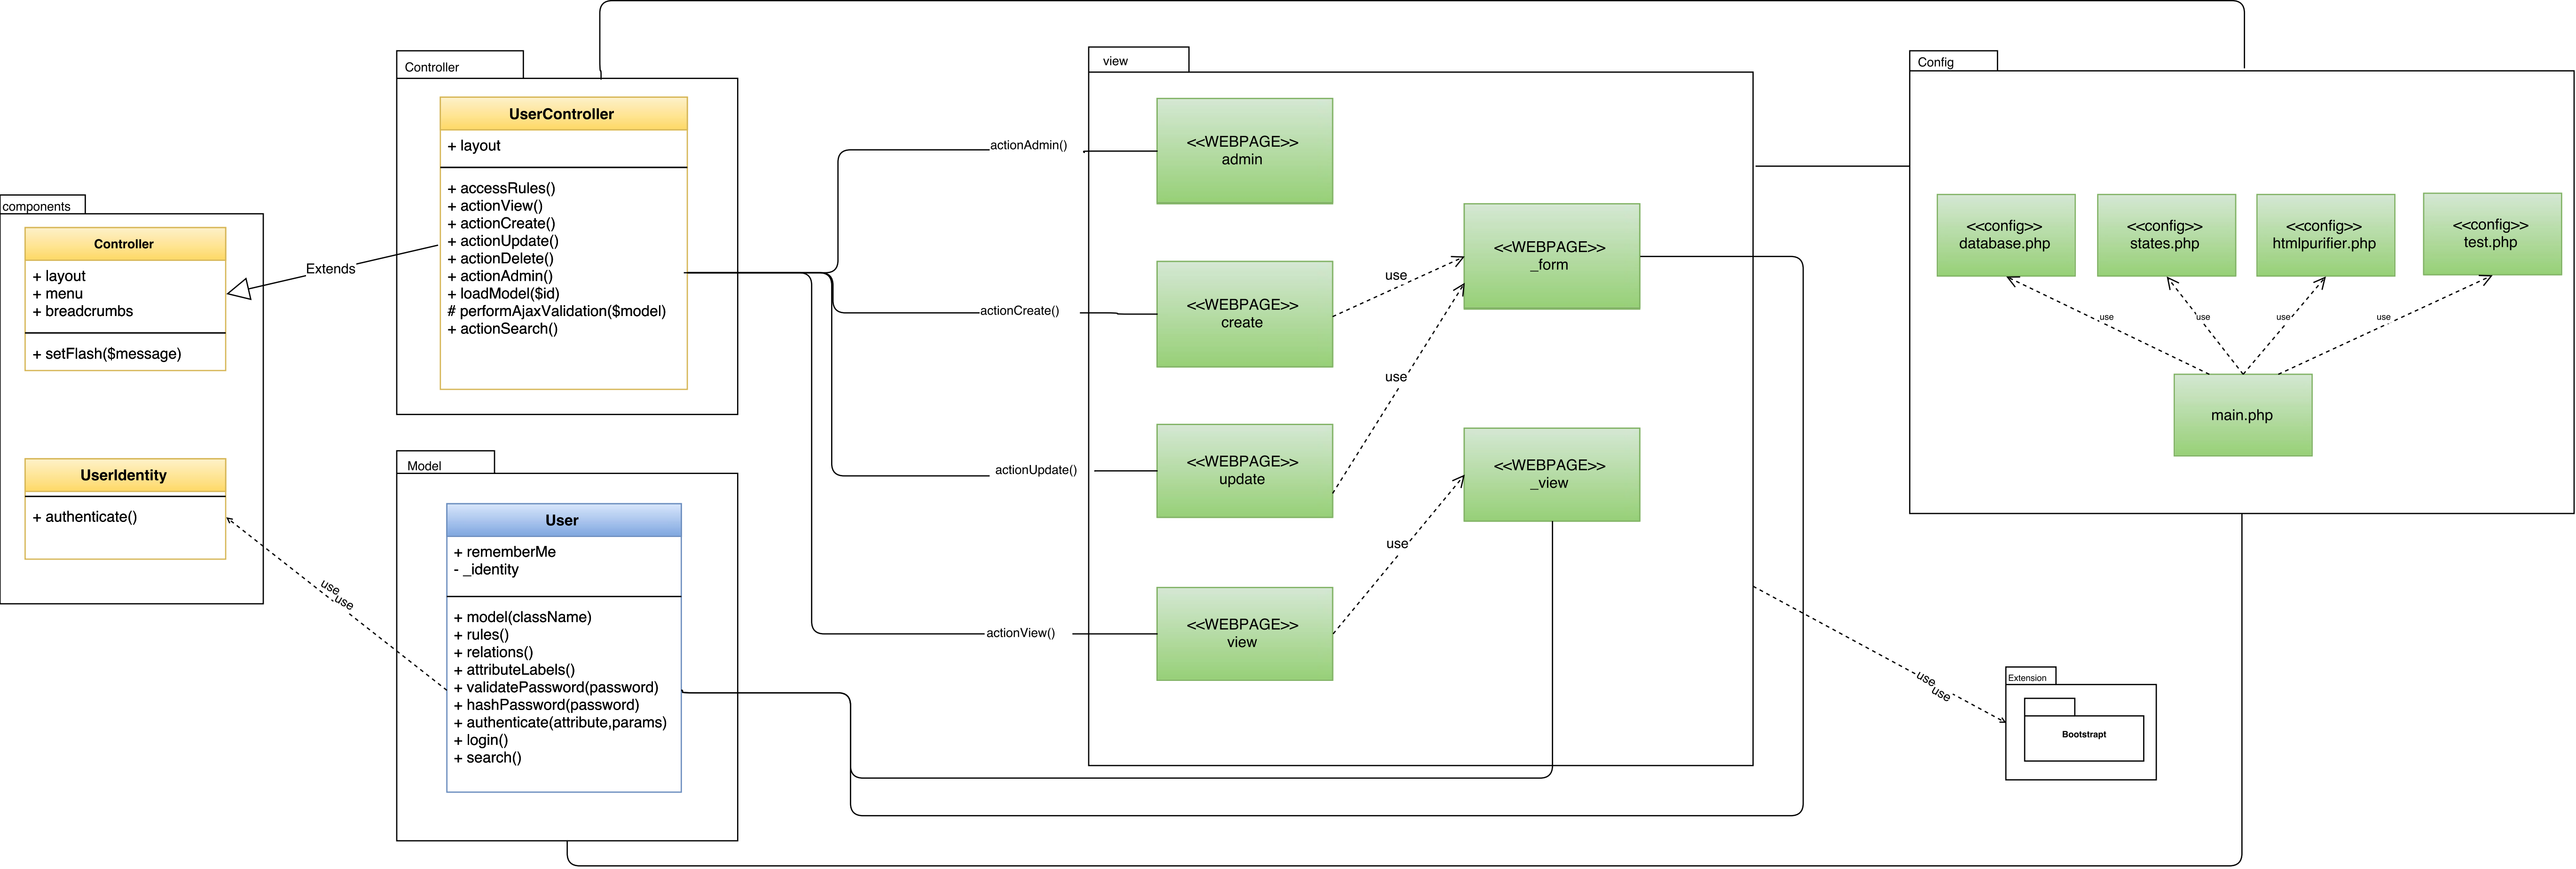 components
Controller
+ layout
+ menu
+ breadcrumbs
+ setFlash($message)
UserIdentity
+ authenticate()
Extends
use
use
Controller
UserController
+ layout
+ accessRules()
+ actionView()
+ actionCreate()
+ actionUpdate()
+ actionDelete()
+ actionAdmin()
+ loadModel($id)
# performAjaxValidation($model)
+ actionSearch()
Model
User
+ rememberMe
- _identity
+ model(className)
+ rules()
+ relations()
+ attributeLabels()
+ validatePassword(password)
+ hashPassword(password)
+ authenticate(attribute,params)
+ login()
+ search()
actionAdmin()
actionCreate()
actionUpdate()
actionView()
view
<<WEBPAGE>>
admin
<<WEBPAGE>>
create
<<WEBPAGE>>
update
<<WEBPAGE>>
view
use
use
use
<<WEBPAGE>>
_form
<<WEBPAGE>>
_view
Config
<<config>>
database.php
<<config>>
states.php
<<config>>
htmlpurifier.php
<<config>>
test.php
use
use
use
use
main.php
use
use
Extension
Bootstrapt